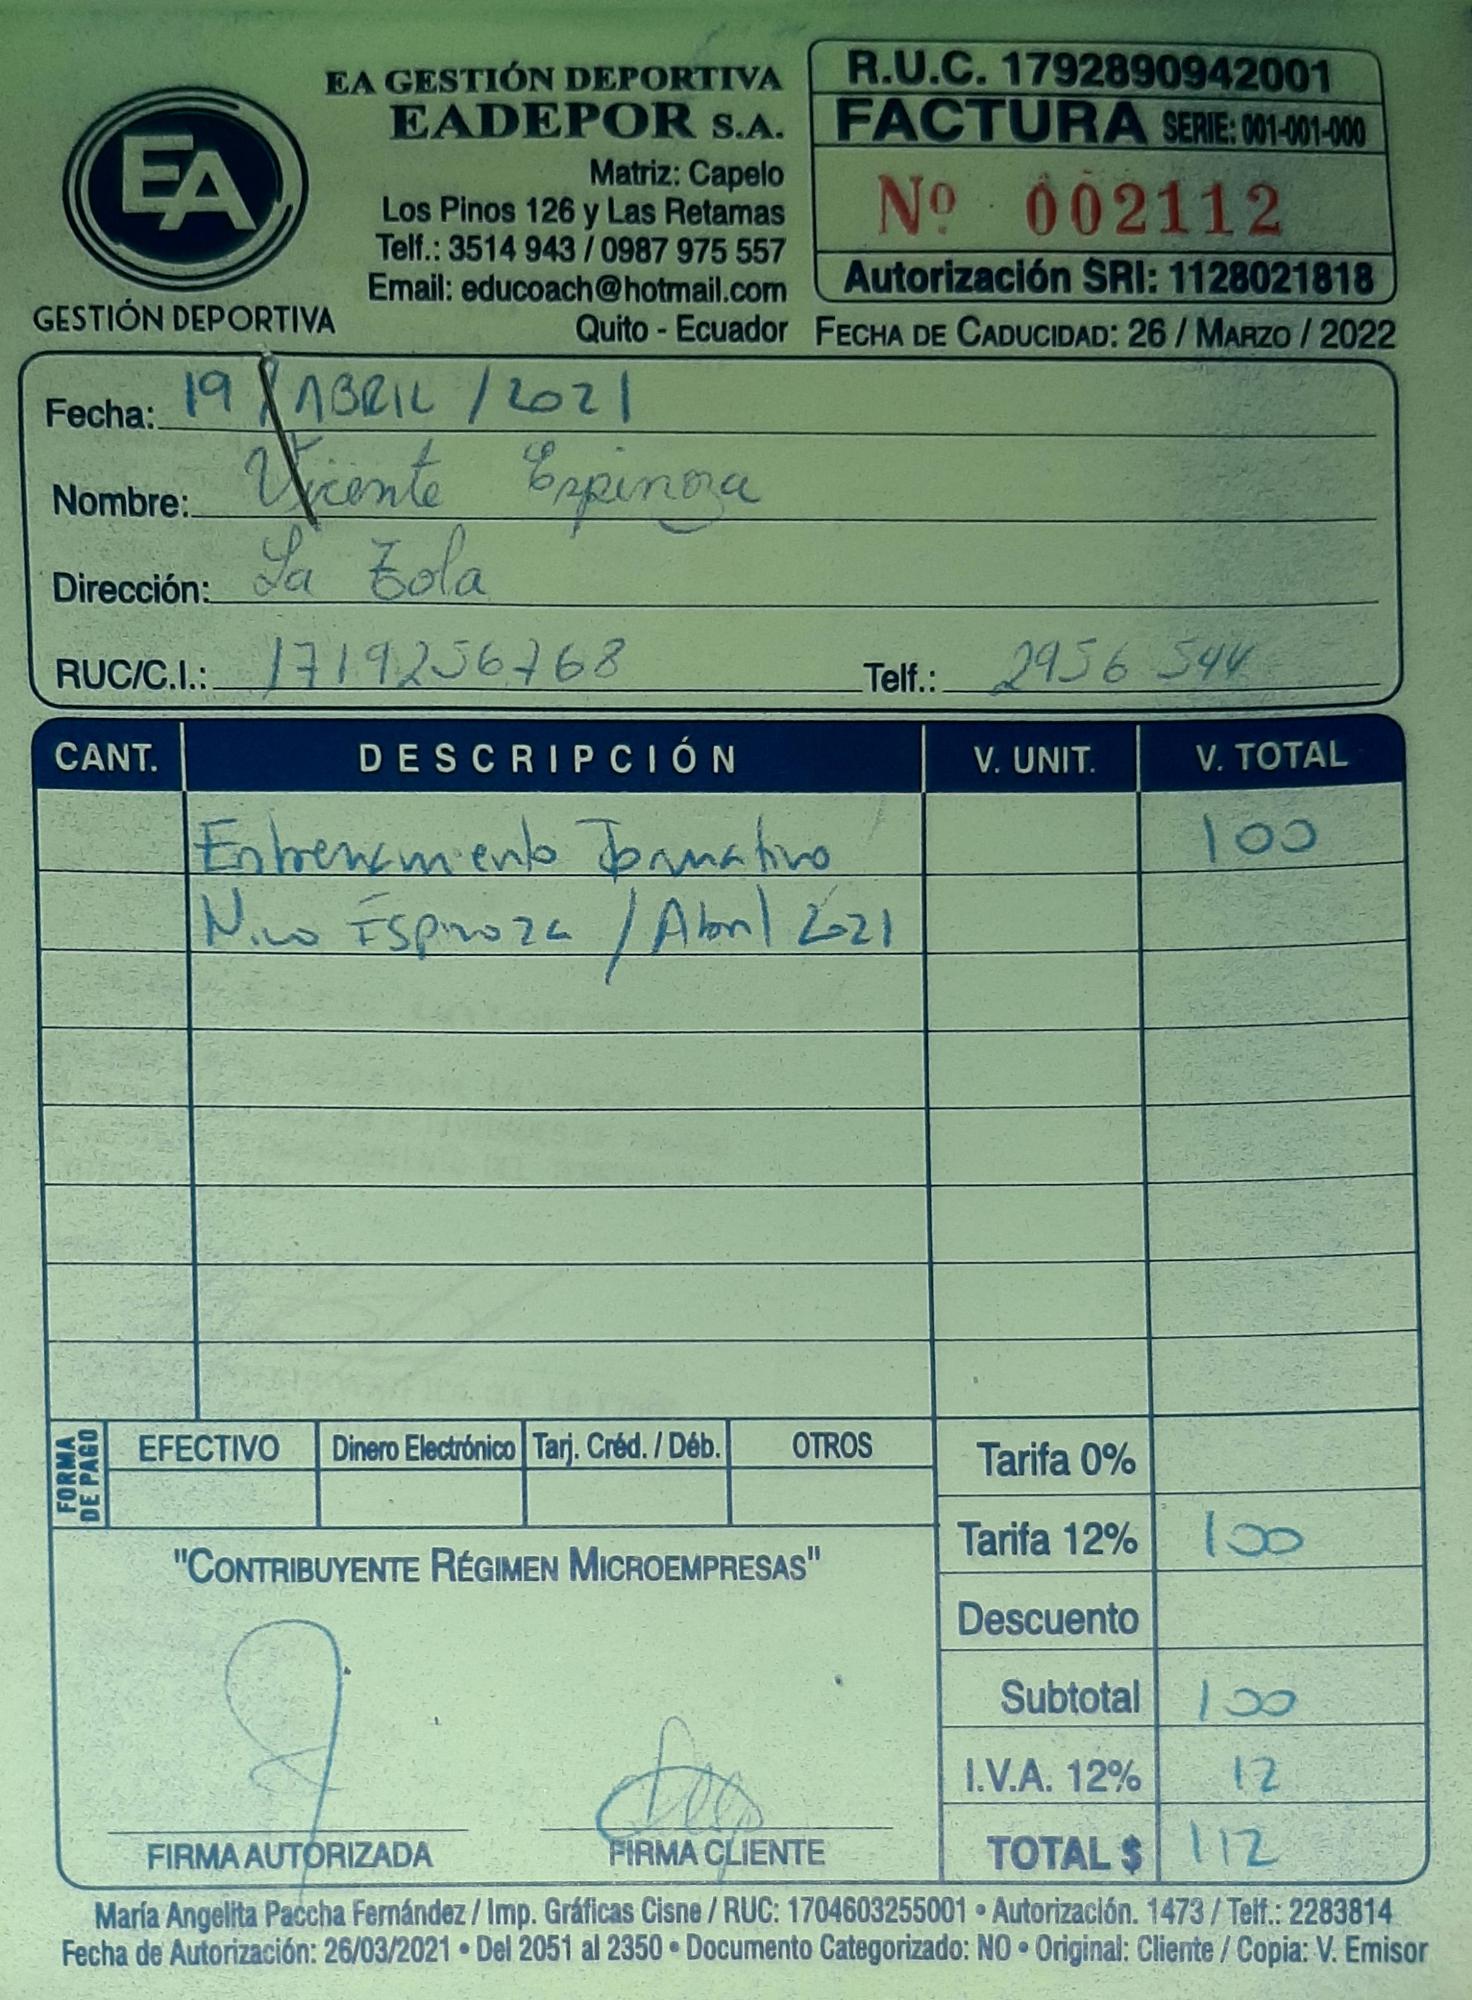 EA GESTIÓN DEPORTIVA
EADEPOR S.A.
Matriz: Capelo
Los Pinos 126 y Las Retamas
Telf.: 3514 943 / 0987 975 557
Email: educoach@hotmail.com
Quito - Ecuador
EA
GESTIÓN DEPORTIVA
R.U.C. 1792890942001
FACTURA SERIE: 001-001-000
Nº 002112
Autorización SRI: 1128021818
FECHA DE CADUCIDAD: 26 / MARZO / 2022
Fecha: 19 / ABRIL / 2021
Nombre: Vicente Espinoza
Dirección: La Tola
RUC/C.I.: 1719256768 Telf.: 2956 544
CANT. DESCRIPCIÓN V. UNIT. V. TOTAL
Entrenamiento Formativo 100
Nico Espinoza / Abril 2021
FORMA DE PAGO EFECTIVO Dinero Electrónico Tarj. Créd. / Déb. OTROS
Tarifa 0%
Tarifa 12% 100
Descuento
Subtotal 100
I.V.A. 12% 12
TOTAL $ 112
"CONTRIBUYENTE RÉGIMEN MICROEMPRESAS"
FIRMA AUTORIZADA FIRMA CLIENTE
María Angelita Paccha Fernández / Imp. Gráficas Cisne / RUC: 1704603255001 • Autorización. 1473 / Telf.: 2283814
Fecha de Autorización: 26/03/2021 • Del 2051 al 2350 • Documento Categorizado: NO • Original: Cliente / Copia: V. Emisor